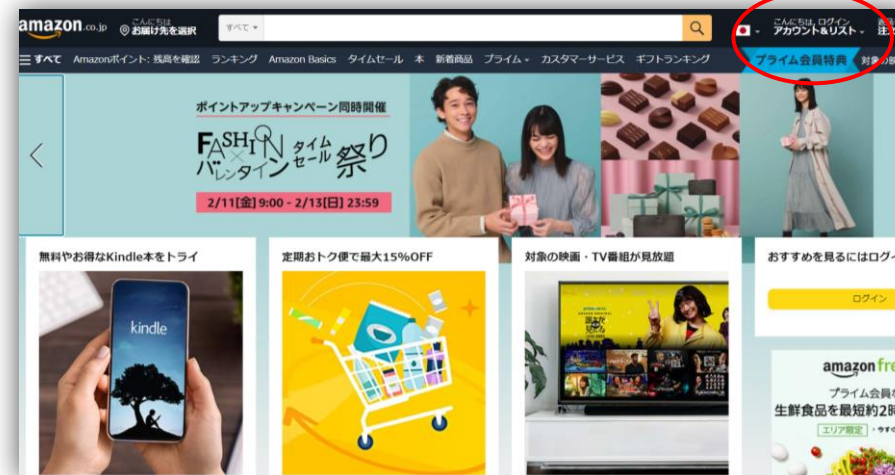 amazon.co.jp
こんにちは
お届け先を選択
すべて
こんにちは, ログイン
アカウント&リスト
注文
すべて
Amazonポイント: 残高を確認
ランキング
Amazon Basics
タイムセール
本
新着商品
プライム
カスタマーサービス
ギフトランキング
プライム会員特典
ポイントアップキャンペーン同時開催
FASHION
×
バレンタイン
タイム
セール
祭り
2/11[金]9:00 - 2/13[日] 23:59
無料やお得なKindle本をトライ
kindle
定期おトク便で最大15%OFF
対象の映画・TV番組が見放題
おすすめを見るにはログイ
ログイン
amazon fre
プライム会員な
生鮮食品を最短約2時
エリア限定